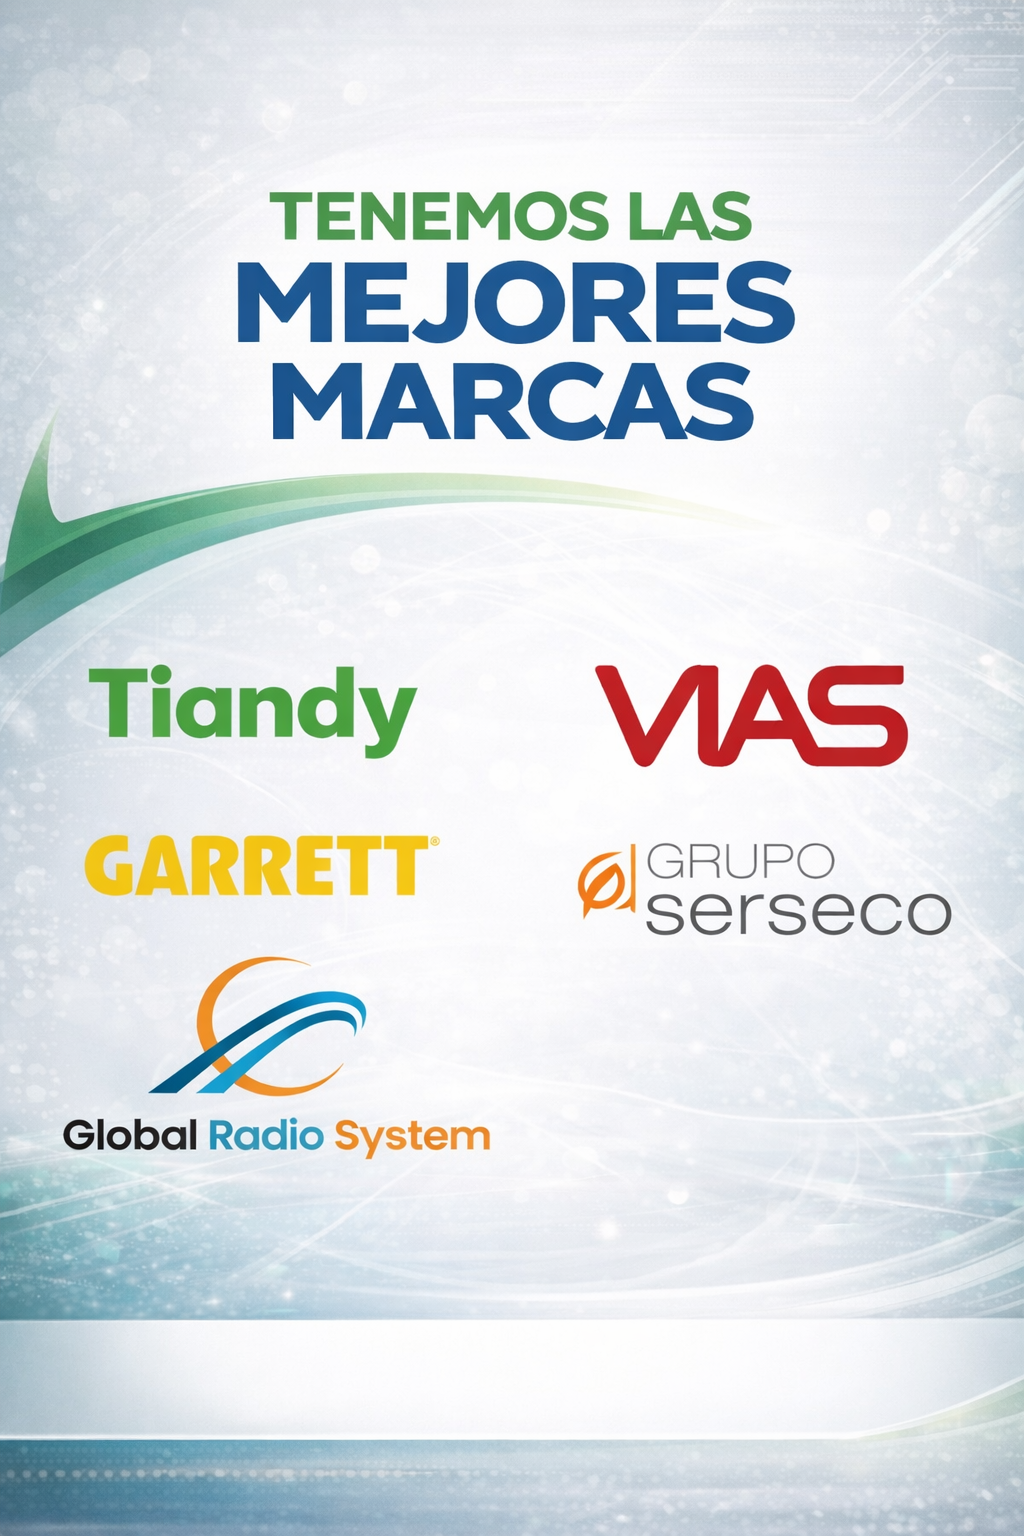 TENEMOS LAS
MEJORES
MARCAS
Tiandy
VIAS
GARRETT®
GRUPO
serseco
Global Radio System